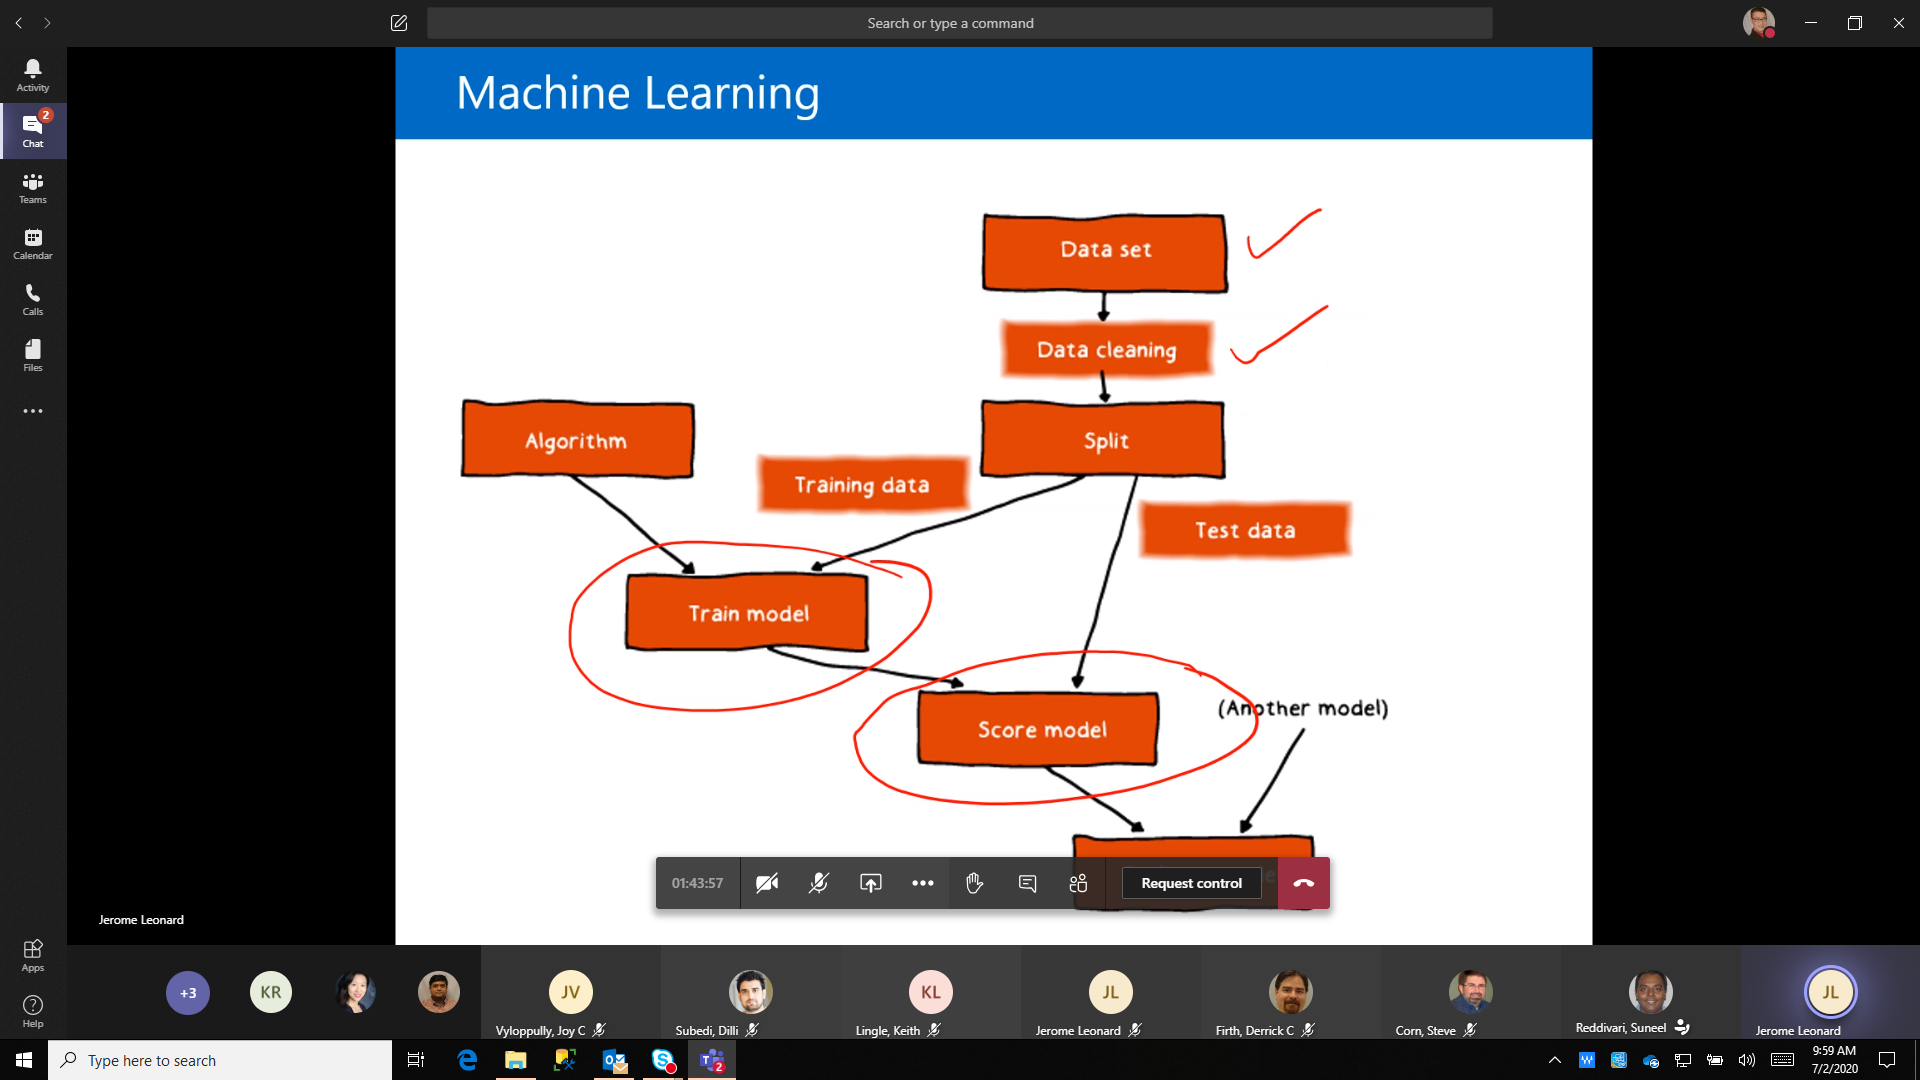 Search or type a command
Activity
2
Chat
Teams
Calendar
Calls
Files
Apps
Help
Machine Learning
Data set
Data cleaning
Algorithm
Split
Training data
Test data
Train model
Score model
(Another model)
01:43:57
Request control
Jerome Leonard
+3
KR
JV
KL
JL
JL
Vyloppully, Joy C
Subedi, Dilli
Lingle, Keith
Jerome Leonard
Firth, Derrick C
Corn, Steve
Reddivari, Suneel
Jerome Leonard
Type here to search
2
9:59 AM
7/2/2020